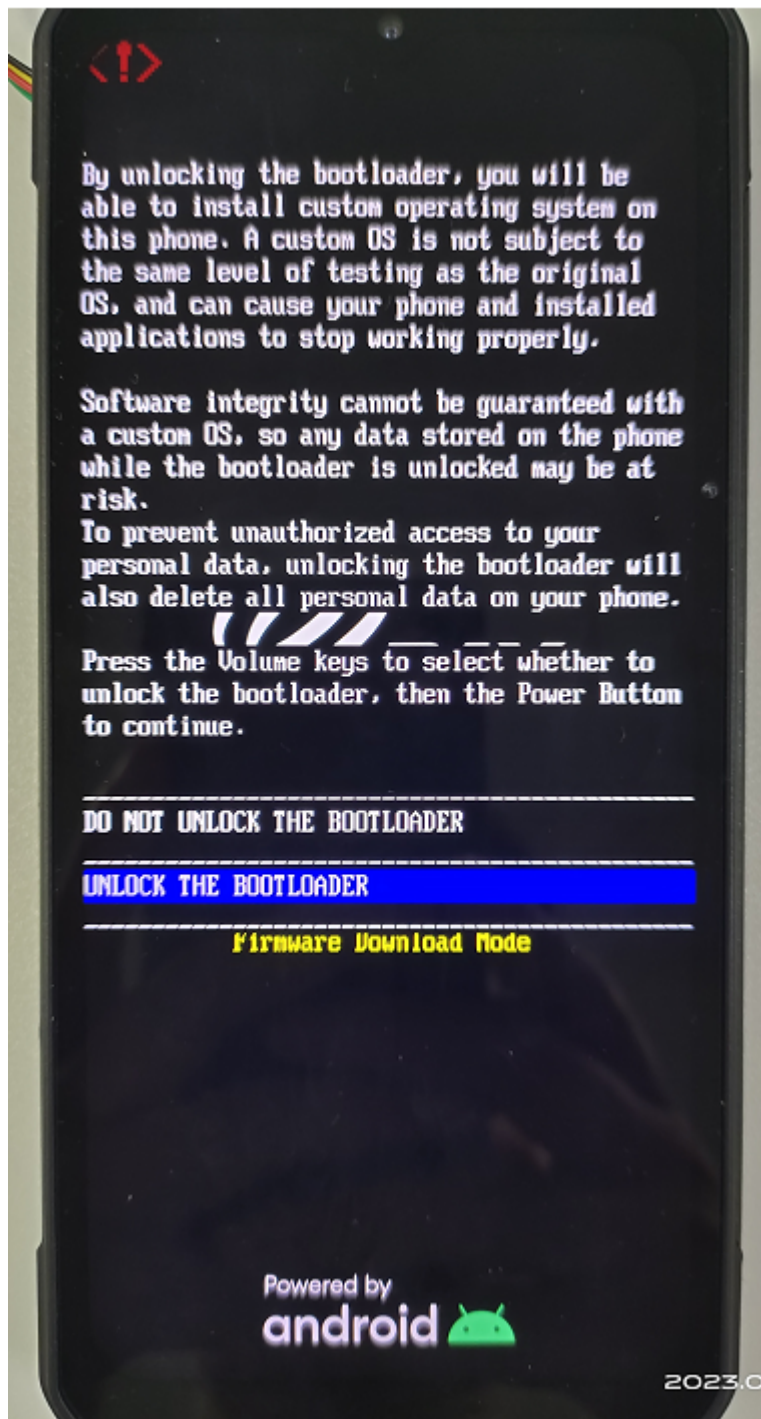 <!>
By unlocking the bootloader, you will be
able to install custom operating system on
this phone. A custom OS is not subject to
the same level of testing as the original
OS, and can cause your phone and installed
applications to stop working properly.
Software integrity cannot be guaranteed with
a custom OS, so any data stored on the phone
while the bootloader is unlocked may be at
risk.
To prevent unauthorized access to your
personal data, unlocking the bootloader will
also delete all personal data on your phone.
Press the Volume keys to select whether to
unlock the bootloader, then the Power Button
to continue.
DO NOT UNLOCK THE BOOTLOADER
UNLOCK THE BOOTLOADER
Firmware Download Mode
Powered by
android
2023.0